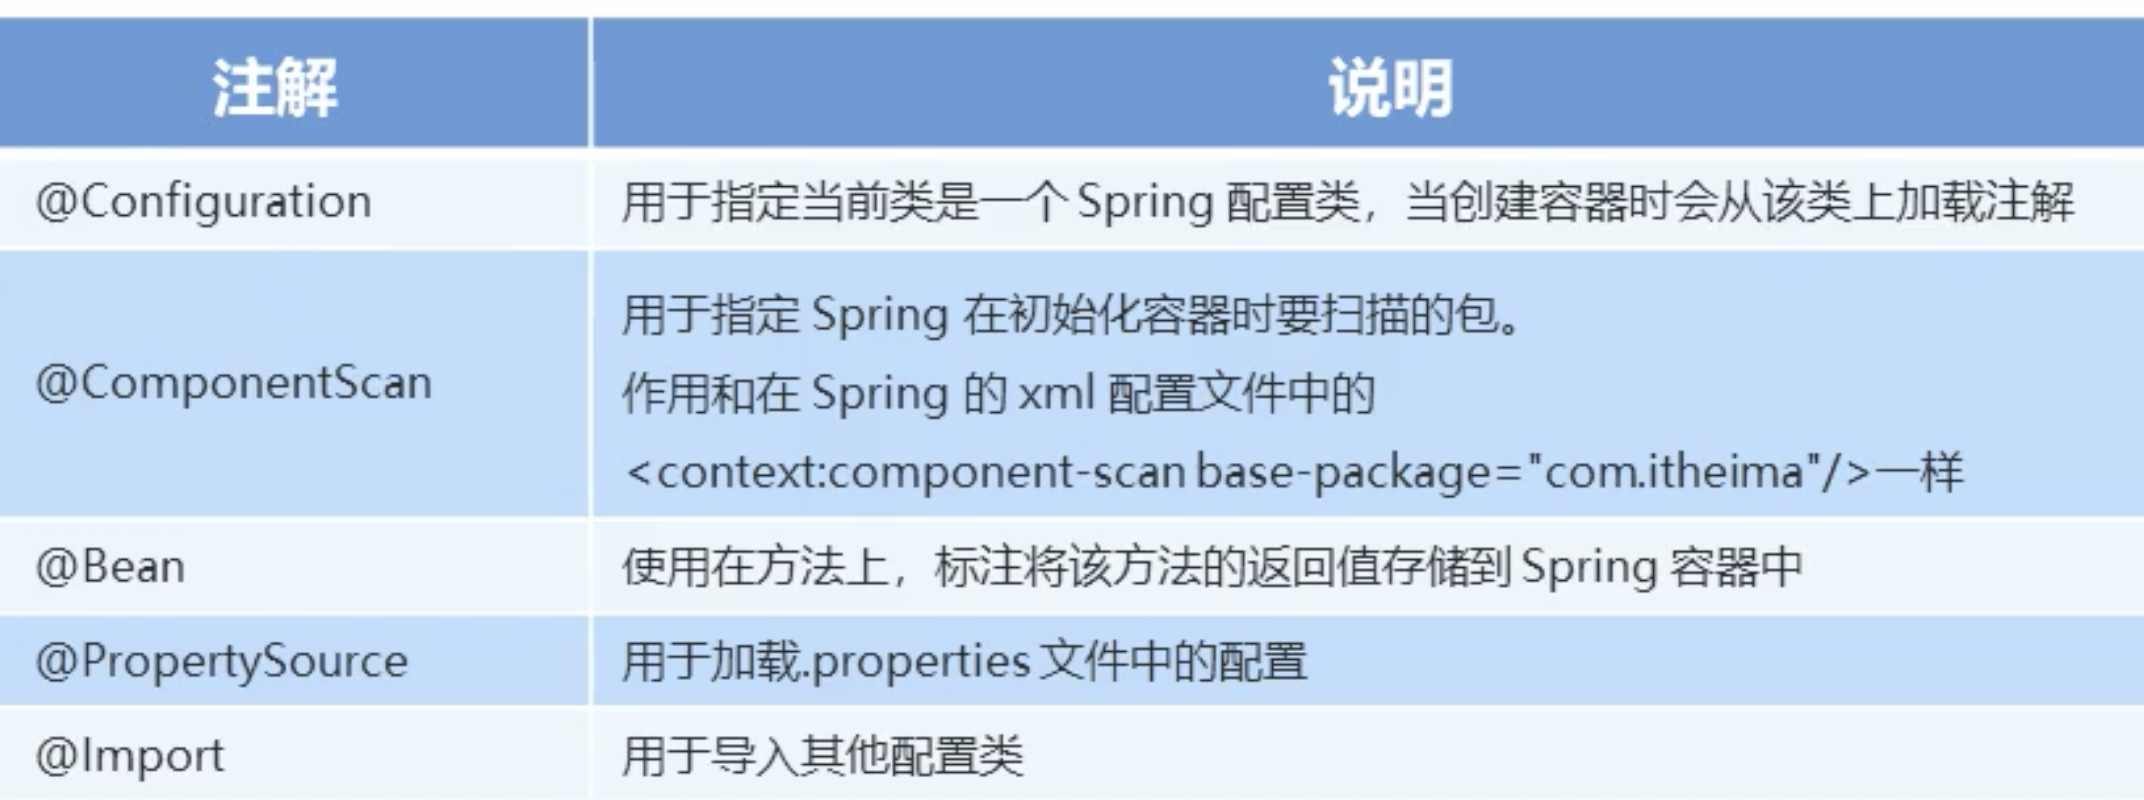 注解 说明
@Configuration 用于指定当前类是一个 Spring 配置类，当创建容器时会从该类上加载注解
@ComponentScan
用于指定 Spring 在初始化容器时要扫描的包。
作用和在 Spring 的 xml 配置文件中的
<context:component-scan base-package="com.itheima"/>一样
@Bean 使用在方法上，标注将该方法的返回值存储到 Spring 容器中
@PropertySource 用于加载.properties 文件中的配置
@Import 用于导入其他配置类